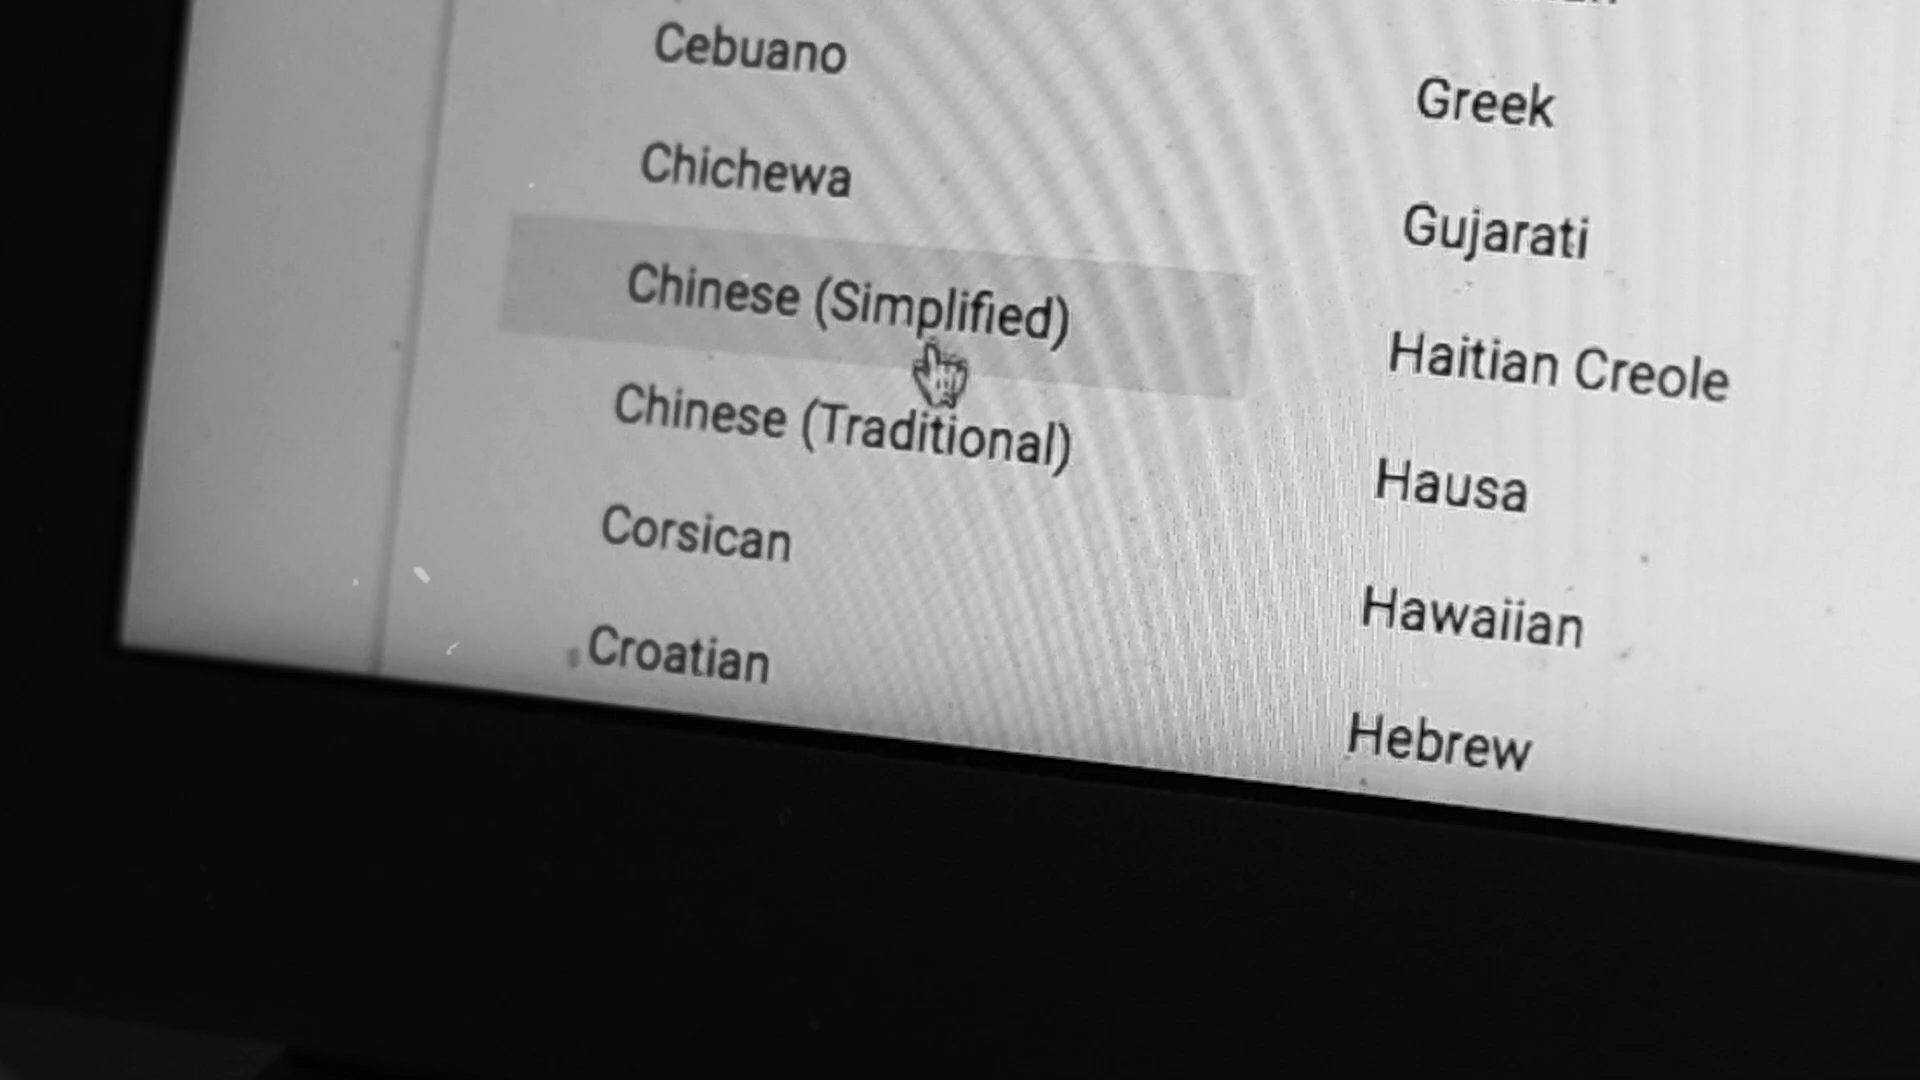 Cebuano
Chichewa
Chinese (Simplified)
Chinese (Traditional)
Corsican
Croatian
Greek
Gujarati
Haitian Creole
Hausa
Hawaiian
Hebrew